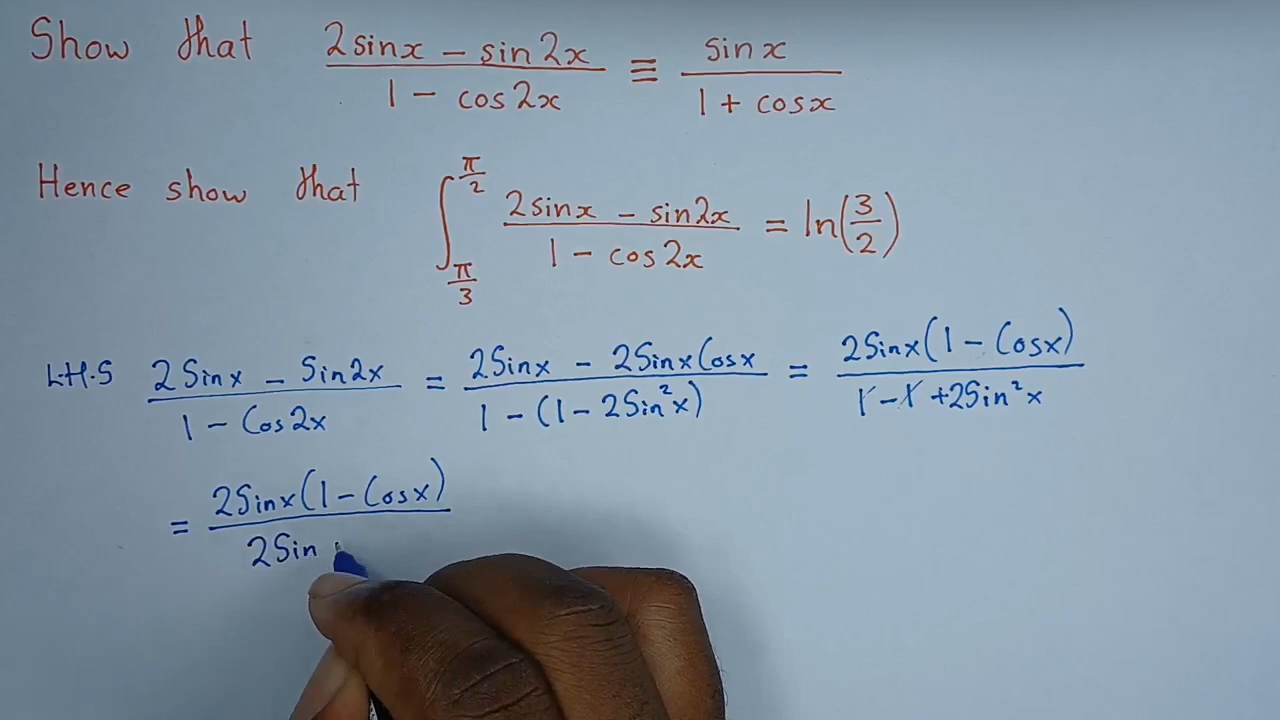 Show that (2sinx - sin2x)/(1 - cos2x) ≡ sinx/(1 + cosx)
Hence show that ∫_{π/3}^{π/2} (2sinx - sin2x)/(1 - cos2x) = ln(3/2)
L.H.S (2Sinx - Sin2x)/(1 - Cos2x) = (2Sinx - 2SinxCosx)/(1 - (1 - 2Sin²x)) = 2Sinx(1 - Cosx)/(1 - 1 + 2Sin²x)
= 2Sinx(1 - Cosx)/2Sin